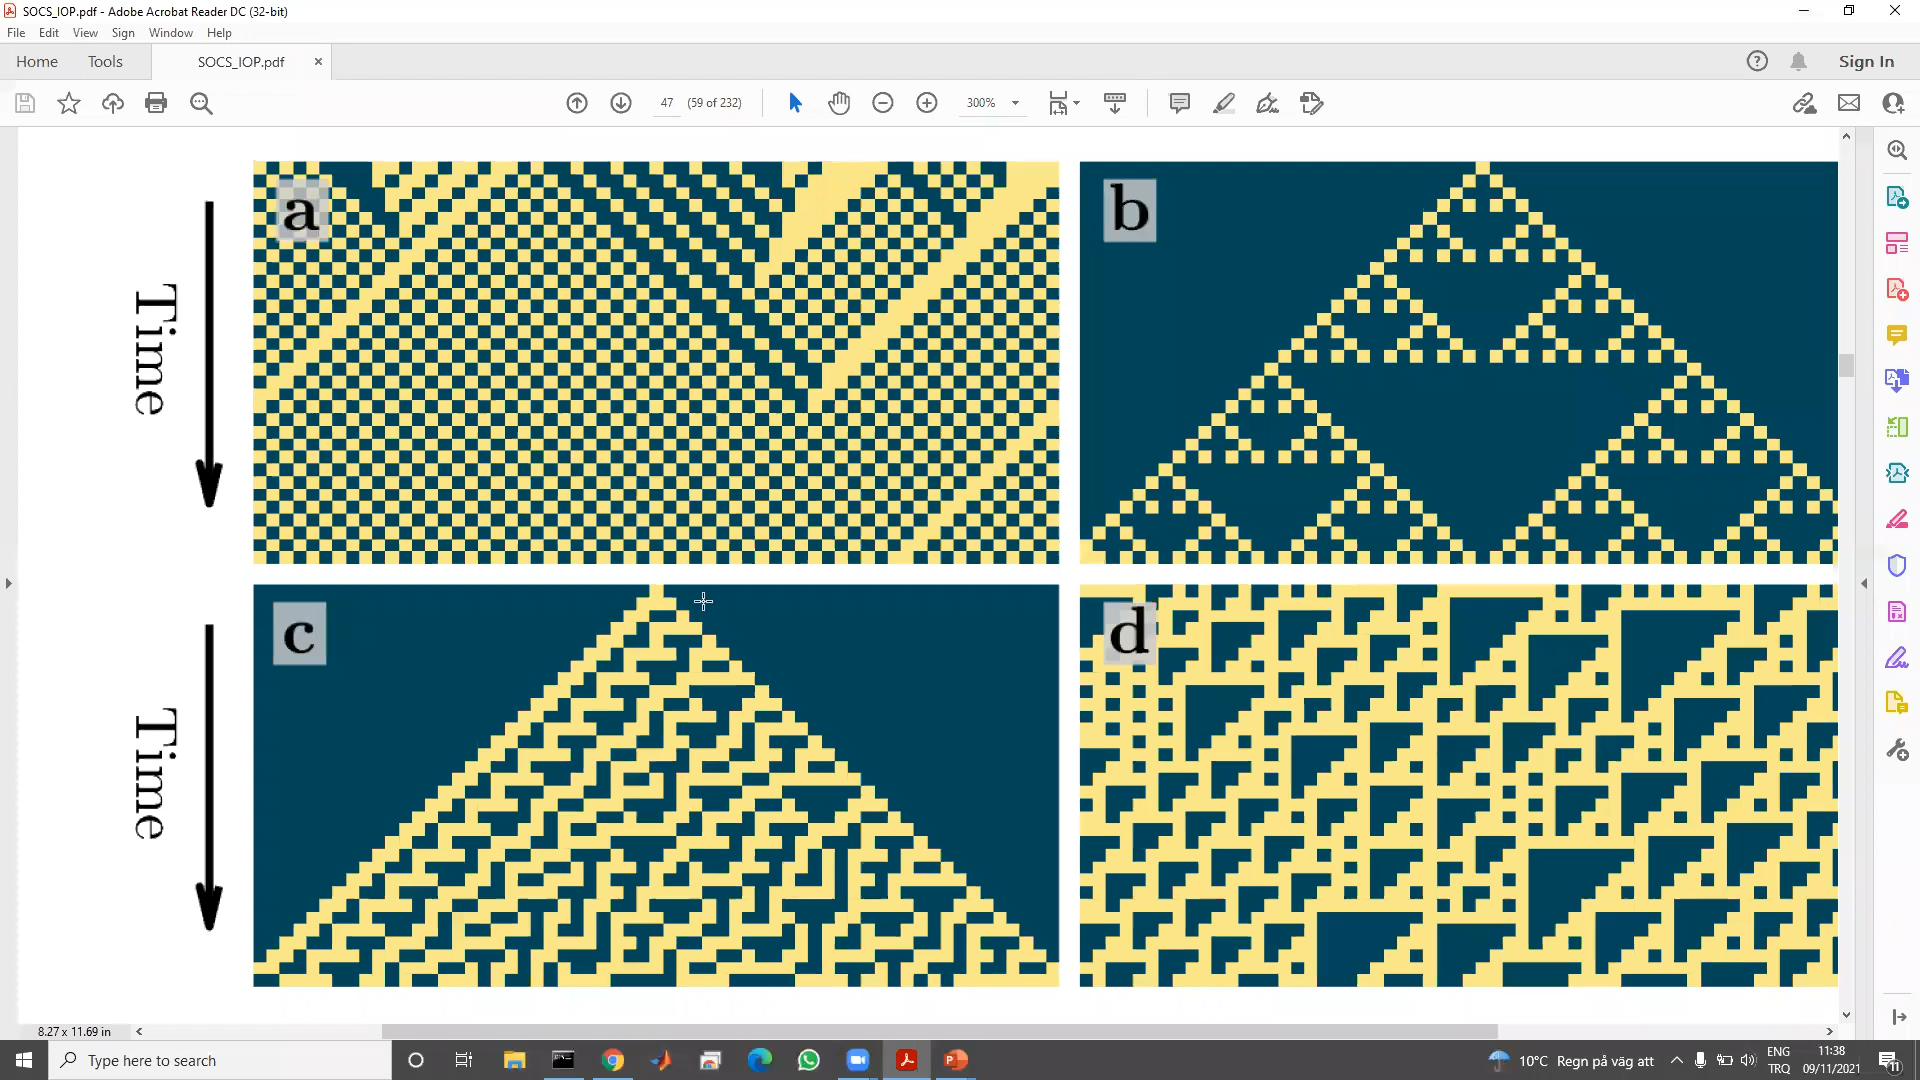 SOCS_IOP.pdf - Adobe Acrobat Reader DC (32-bit)
File Edit View Sign Window Help
Home Tools SOCS_IOP.pdf × Sign In
47 (59 of 232) 300%
a
b
Time
c
d
Time
8.27 x 11.69 in
Type here to search
10°C Regn på väg att
ENG
TRQ
11:38
09/11/2021
11